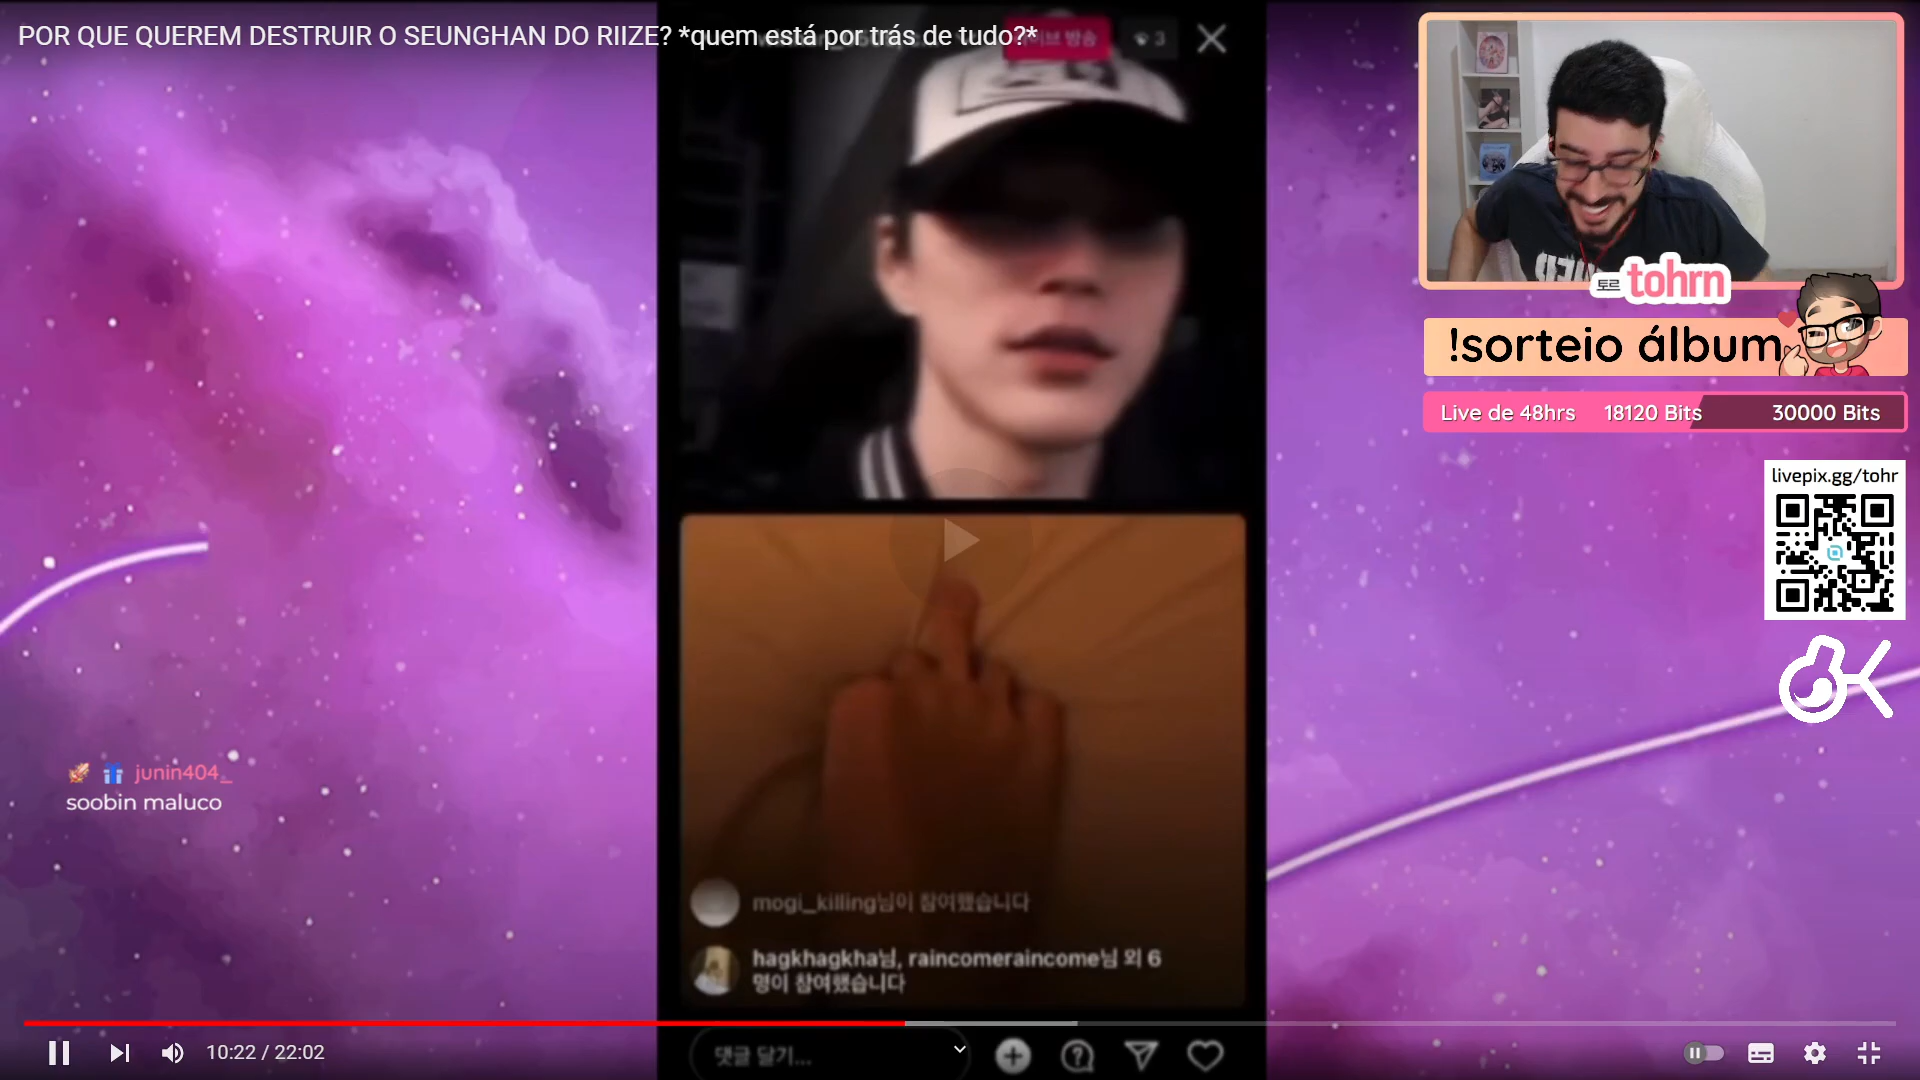 POR QUE QUEREM DESTRUIR O SEUNGHAN DO RIIZE? *quem está por trás de tudo?*
방송
3
토르 tohrn
!sorteio álbum
Live de 48hrs 18120 Bits 30000 Bits
livepix.gg/tohr
junin404_
soobin maluco
mogi_killing님이 참여했습니다
hagkhagkha님, raincomeraincome님 외 6
명이 참여했습니다
댓글 달기...
10:22 / 22:02